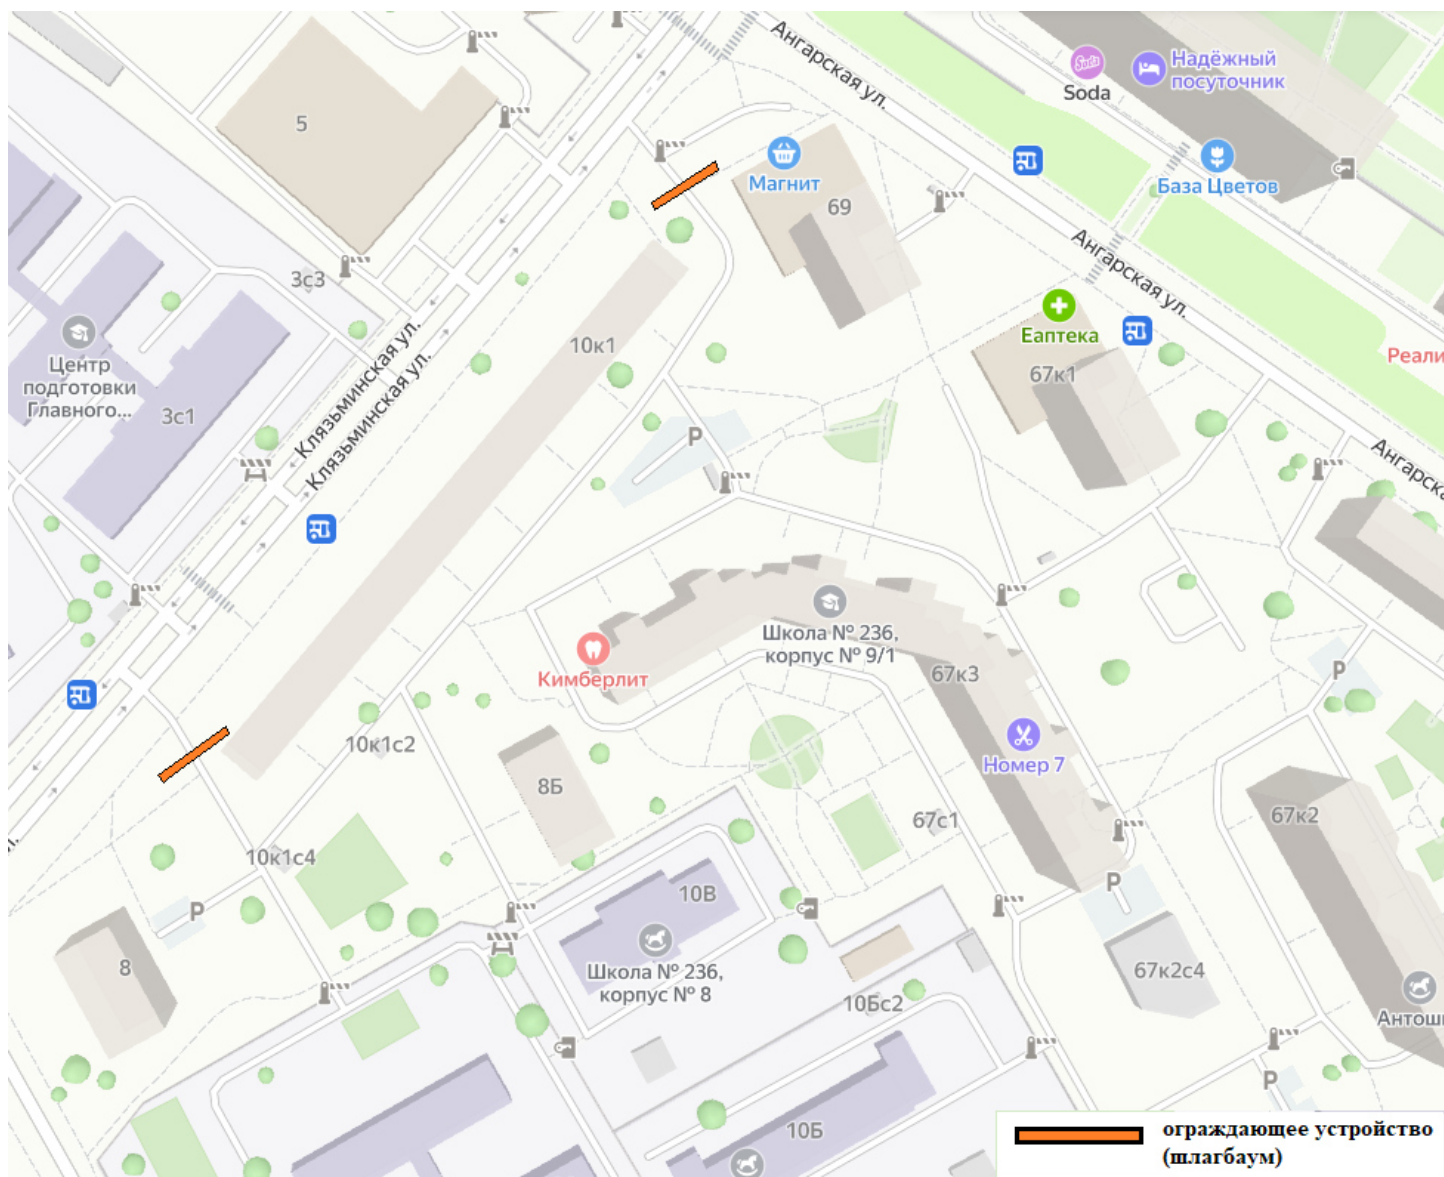 Ангарская ул.
Soda
Soda
Надёжный
посуточник
5
Магнит
69
База Цветов
3с3
Ангарская ул.
Еаптека
67к1
Реали
Центр
подготовки
Главного...
3с1
Клязьминская ул.
Клязьминская ул.
10к1
P
Ангарска
Школа № 236,
корпус № 9/1
Кимберлит
67к3
P
10к1с2
Номер 7
8Б
67с1
67к2
10к1с4
10В
P
P
8
Школа № 236,
корпус № 8
67к2с4
10Бс2
Антош
P
10Б
ограждающее устройство
(шлагбаум)